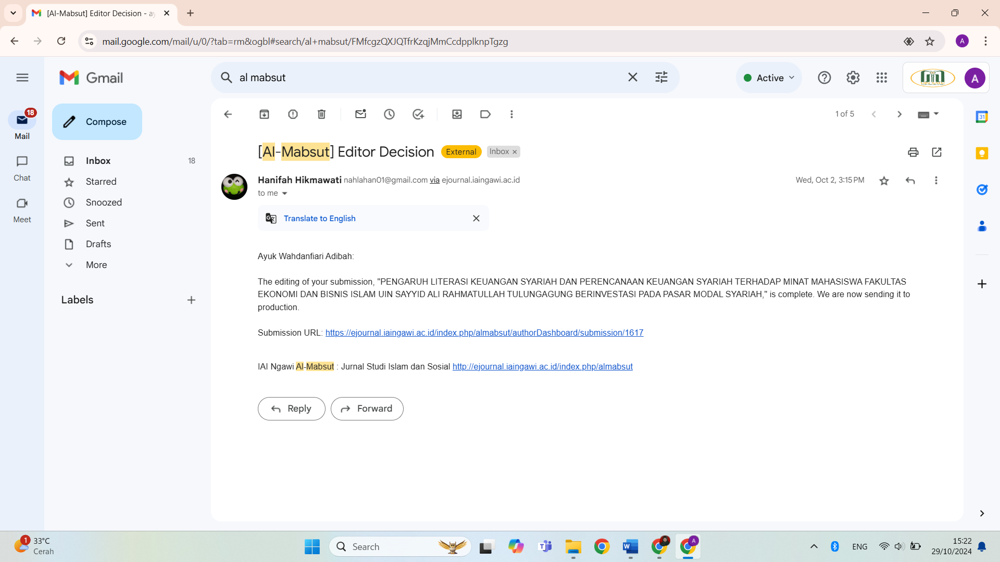 [Al-Mabsut] Editor Decision - ay
mail.google.com/mail/u/0/?tab=rm&ogbl#search/al+mabsut/FMfcgzQXJQTfrKzqjMmCcdpplknpTgzg
A
Gmail
al mabsut
Active
A
18
Mail
Chat
Meet
Compose
Inbox 18
Starred
Snoozed
Sent
Drafts
More
Labels
1 of 5
31
[Al-Mabsut] Editor Decision External Inbox
Hanifah Hikmawati nahlahan01@gmail.com via ejournal.iaingawi.ac.id Wed, Oct 2, 3:15 PM
to me
Translate to English
Ayuk Wahdanfiari Adibah:
The editing of your submission, "PENGARUH LITERASI KEUANGAN SYARIAH DAN PERENCANAAN KEUANGAN SYARIAH TERHADAP MINAT MAHASISWA FAKULTAS
EKONOMI DAN BISNIS ISLAM UIN SAYYID ALI RAHMATULLAH TULUNGAGUNG BERINVESTASI PADA PASAR MODAL SYARIAH," is complete. We are now sending it to
production.
Submission URL: https://ejournal.iaingawi.ac.id/index.php/almabsut/authorDashboard/submission/1617
IAI Ngawi Al-Mabsut : Jurnal Studi Islam dan Sosial http://ejournal.iaingawi.ac.id/index.php/almabsut
Reply
Forward
1
33°C
Cerah
Search
W
A
ENG
15:22
29/10/2024